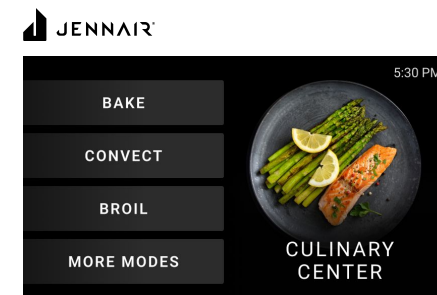 JENNAIR
5:30 PM
BAKE
CONVECT
BROIL
MORE MODES
CULINARY
CENTER